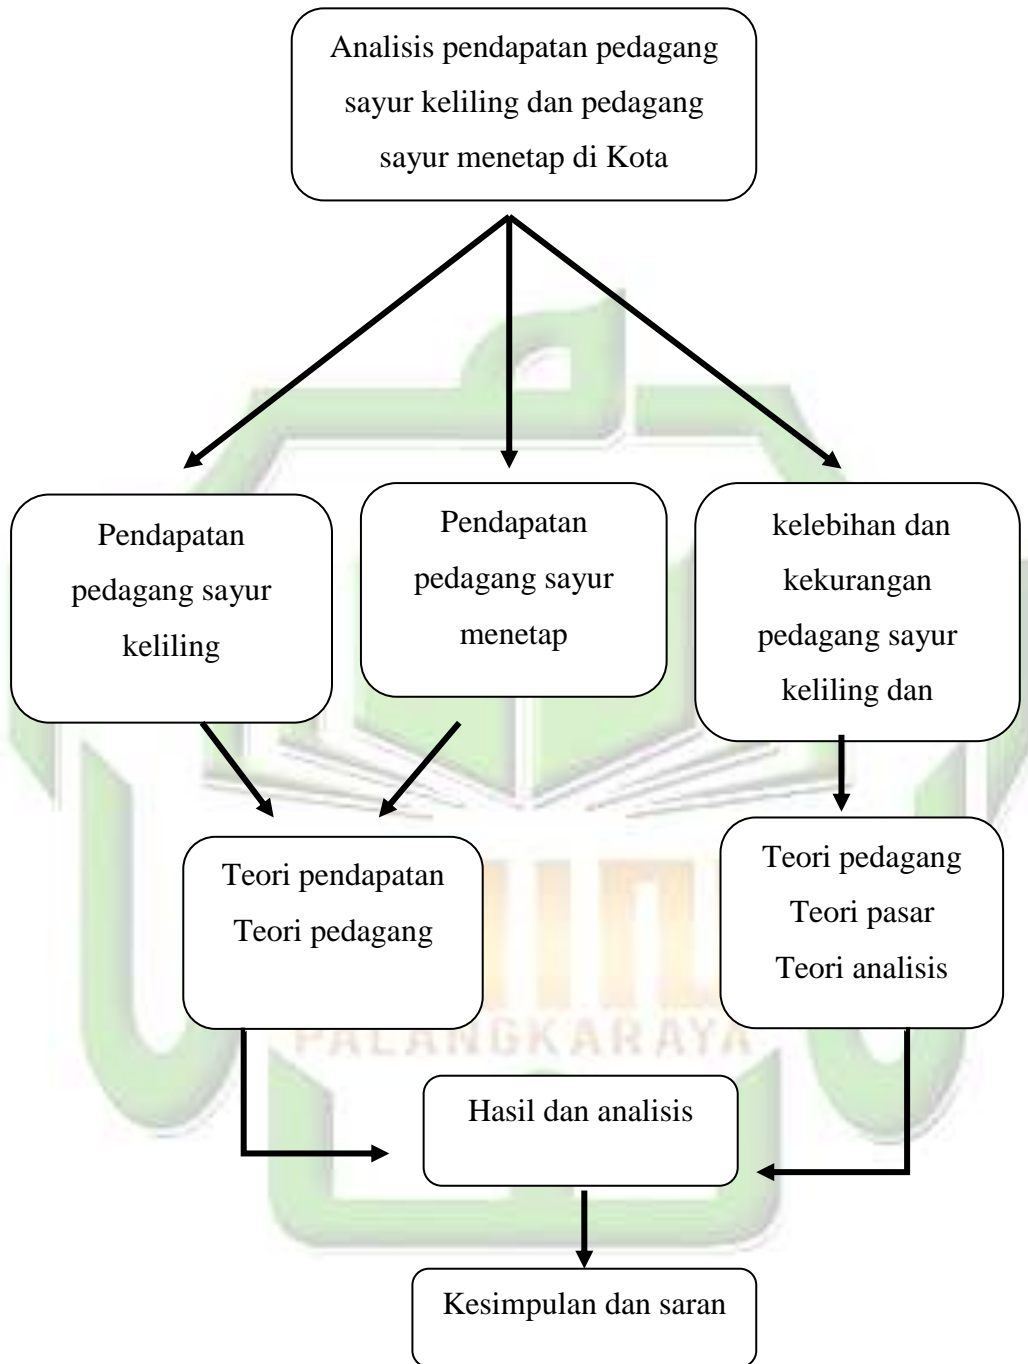 Analisis pendapatan pedagang
sayur keliling dan pedagang
sayur menetap di Kota
Pendapatan
pedagang sayur
keliling
Pendapatan
pedagang sayur
menetap
kelebihan dan
kekurangan
pedagang sayur
keliling dan
Teori pendapatan
Teori pedagang
Teori pedagang
Teori pasar
Teori analisis
PALANGKARAYA
Hasil dan analisis
Kesimpulan dan saran